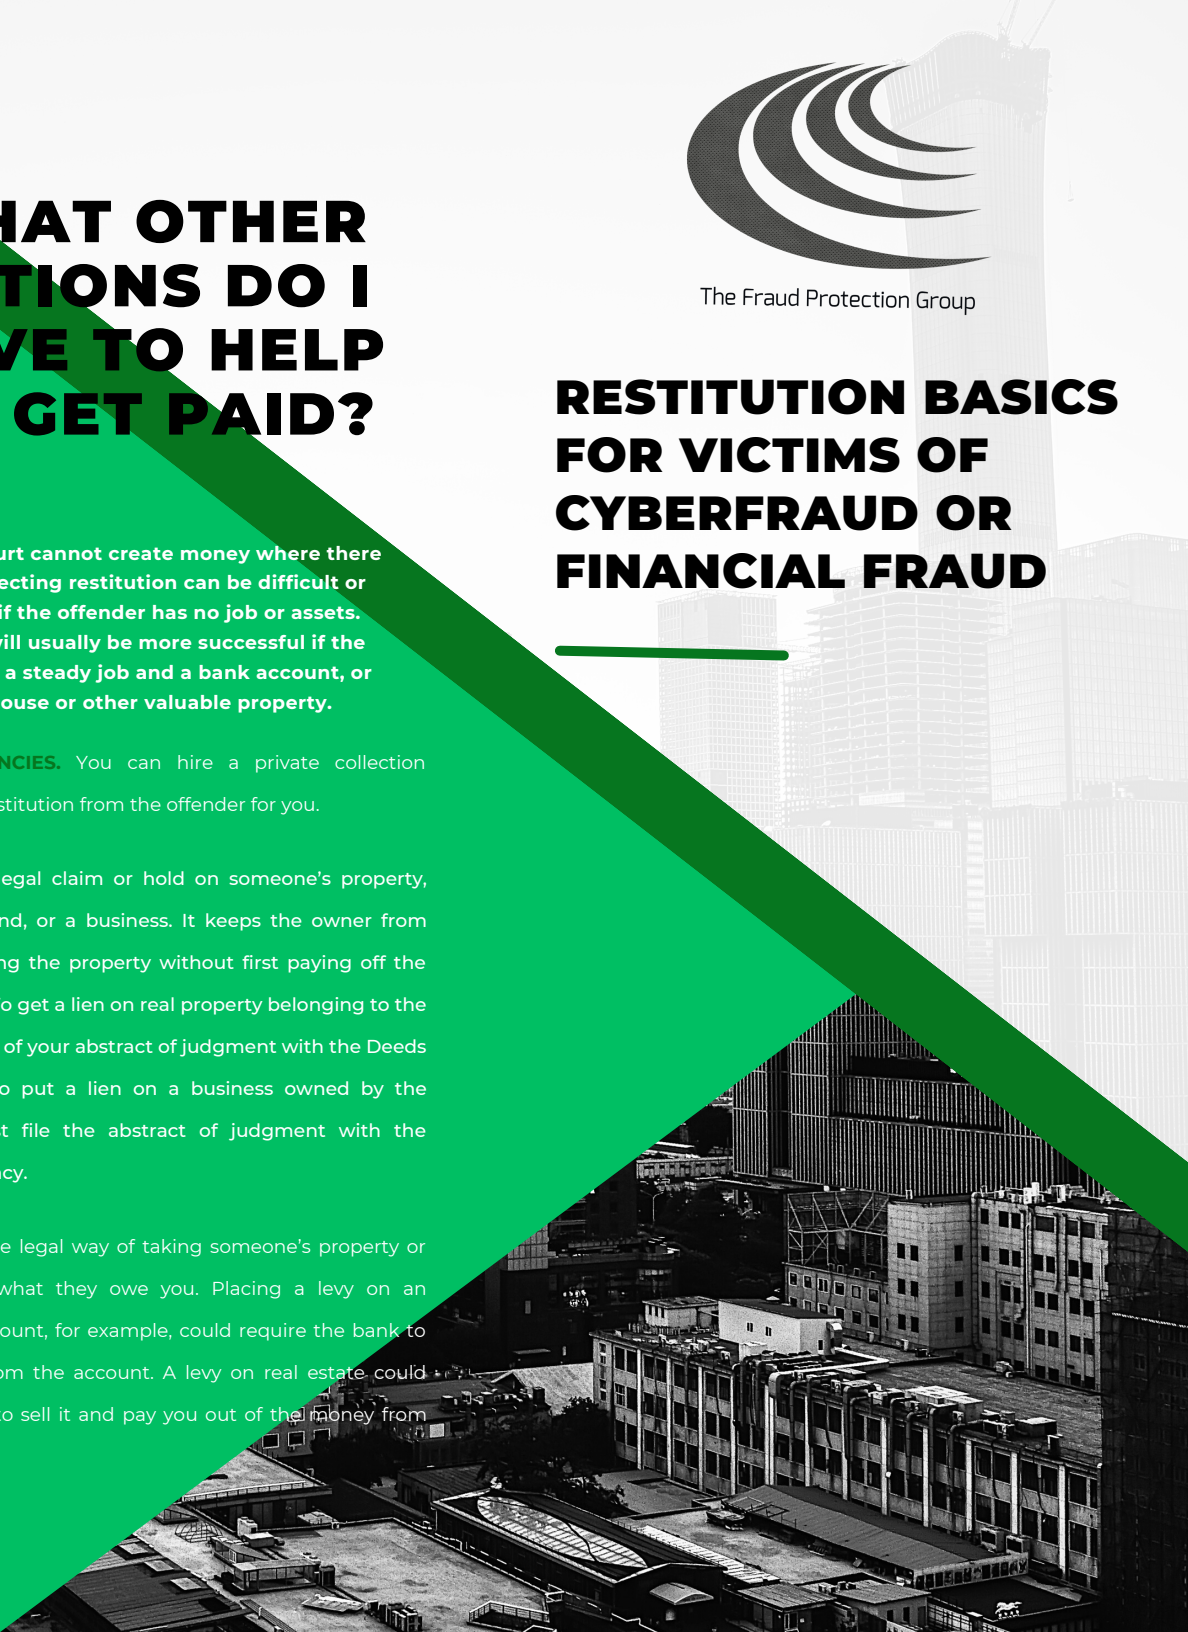 HAT OTHER
TIONS DO I
VE TO HELP
GET PAID?
urt cannot create money where there
ecting restitution can be difficult or
if the offender has no job or assets.
vill usually be more successful if the
a steady job and a bank account, or
ouse or other valuable property.
NCIES. You can hire a private collection
stitution from the offender for you.
egal claim or hold on someone’s property,
nd, or a business. It keeps the owner from
ng the property without first paying off the
o get a lien on real property belonging to the
of your abstract of judgment with the Deeds
o put a lien on a business owned by the
st file the abstract of judgment with the
ncy.
e legal way of taking someone’s property or
what they owe you. Placing a levy on an
ount, for example, could require the bank to
om the account. A levy on real estate could
to sell it and pay you out of the money from
The Fraud Protection Group
RESTITUTION BASICS
FOR VICTIMS OF
CYBERFRAUD OR
FINANCIAL FRAUD